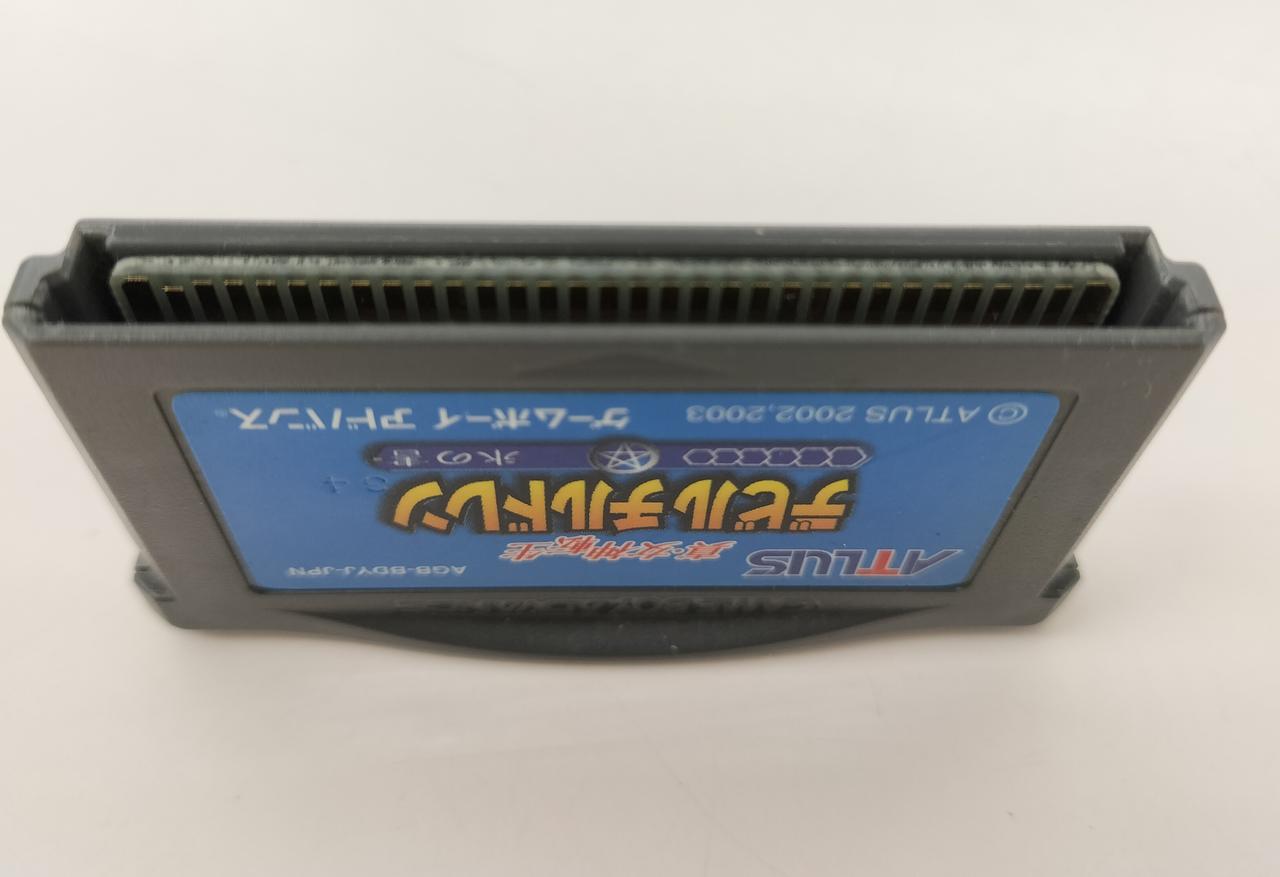 ATLUS
真・女神転生
AGB-BDYJ-JPN
デビルチルドレン
氷の書
© ATLUS 2002,2003
ゲームボーイ アドバンス。